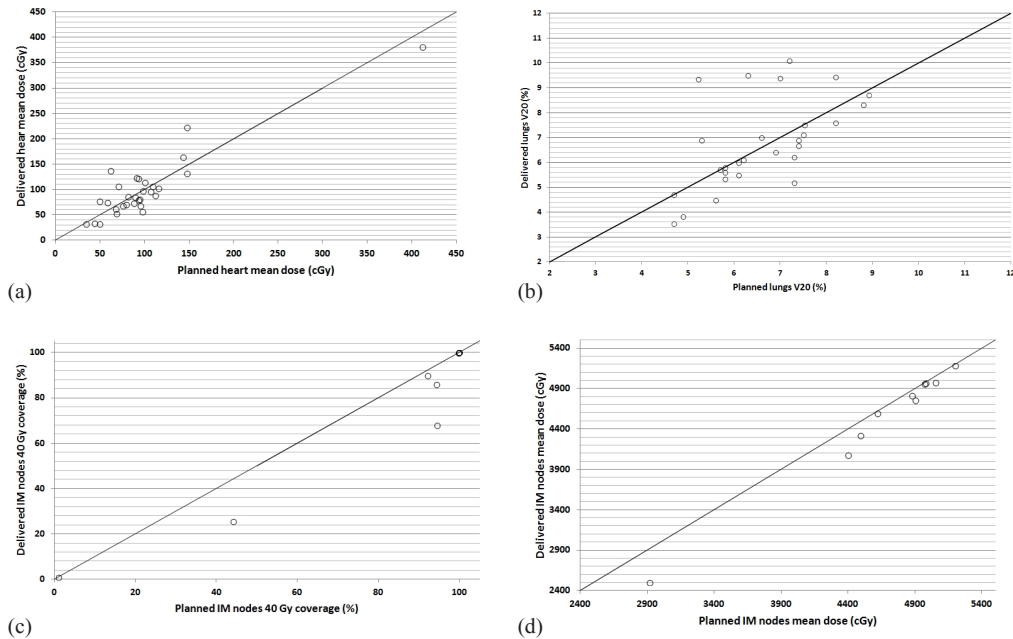 450
400
350
300
250
200
150
100
50
0
0 50 100 150 200 250 300 350 400 450
Delivered hear mean dose (cGy)
Planned heart mean dose (cGy)
(a)
12
11
10
9
8
7
6
5
4
3
2
2 3 4 5 6 7 8 9 10 11 12
Delivered lungs V20 (%)
Planned lungs V20 (%)
(b)
100
80
60
40
20
0
0 20 40 60 80 100
Delivered IM nodes 40 Gy coverage (%)
Planned IM nodes 40 Gy coverage (%)
(c)
5400
4900
4400
3900
3400
2900
2400
2400 2900 3400 3900 4400 4900 5400
Delivered IM nodes mean dose (cGy)
Planned IM nodes mean dose (cGy)
(d)